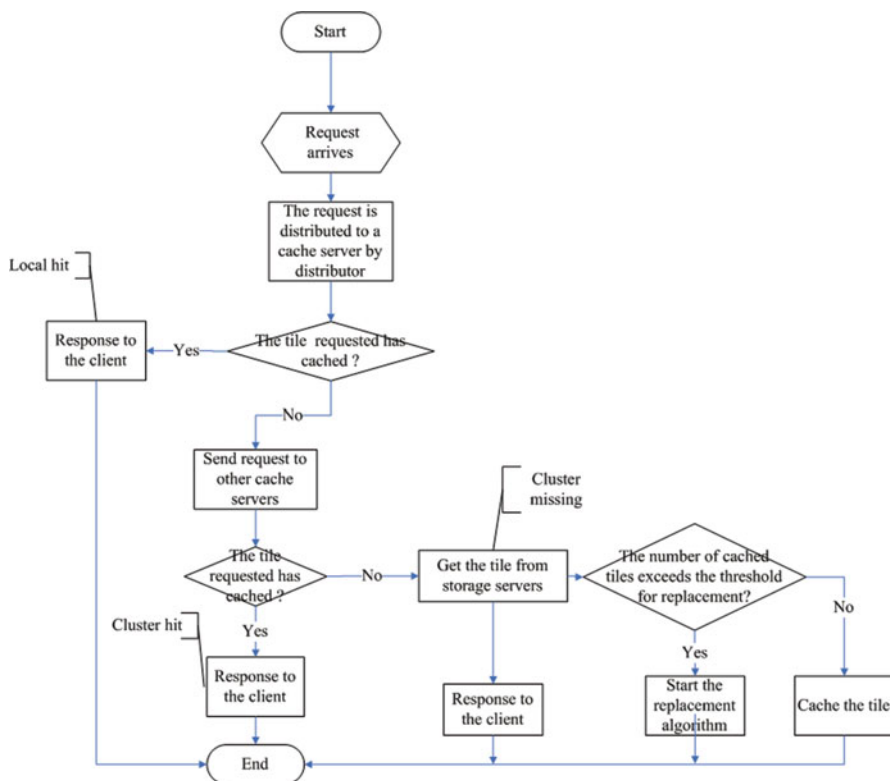 Start
Request
arrives
The request is
distributed to a
cache server by
distributor
Local hit
Response to
the client
Yes
The tile requested has
cached ?
No
Send request to
other cache
servers
Cluster
missing
The tile
requested has
cached ?
No
Get the tile from
storage servers
The number of cached
tiles exceeds the threshold
for replacement?
No
Cluster hit
Yes
Yes
Response to
the client
Response to
the client
Start the
replacement
algorithm
Cache the tile
End